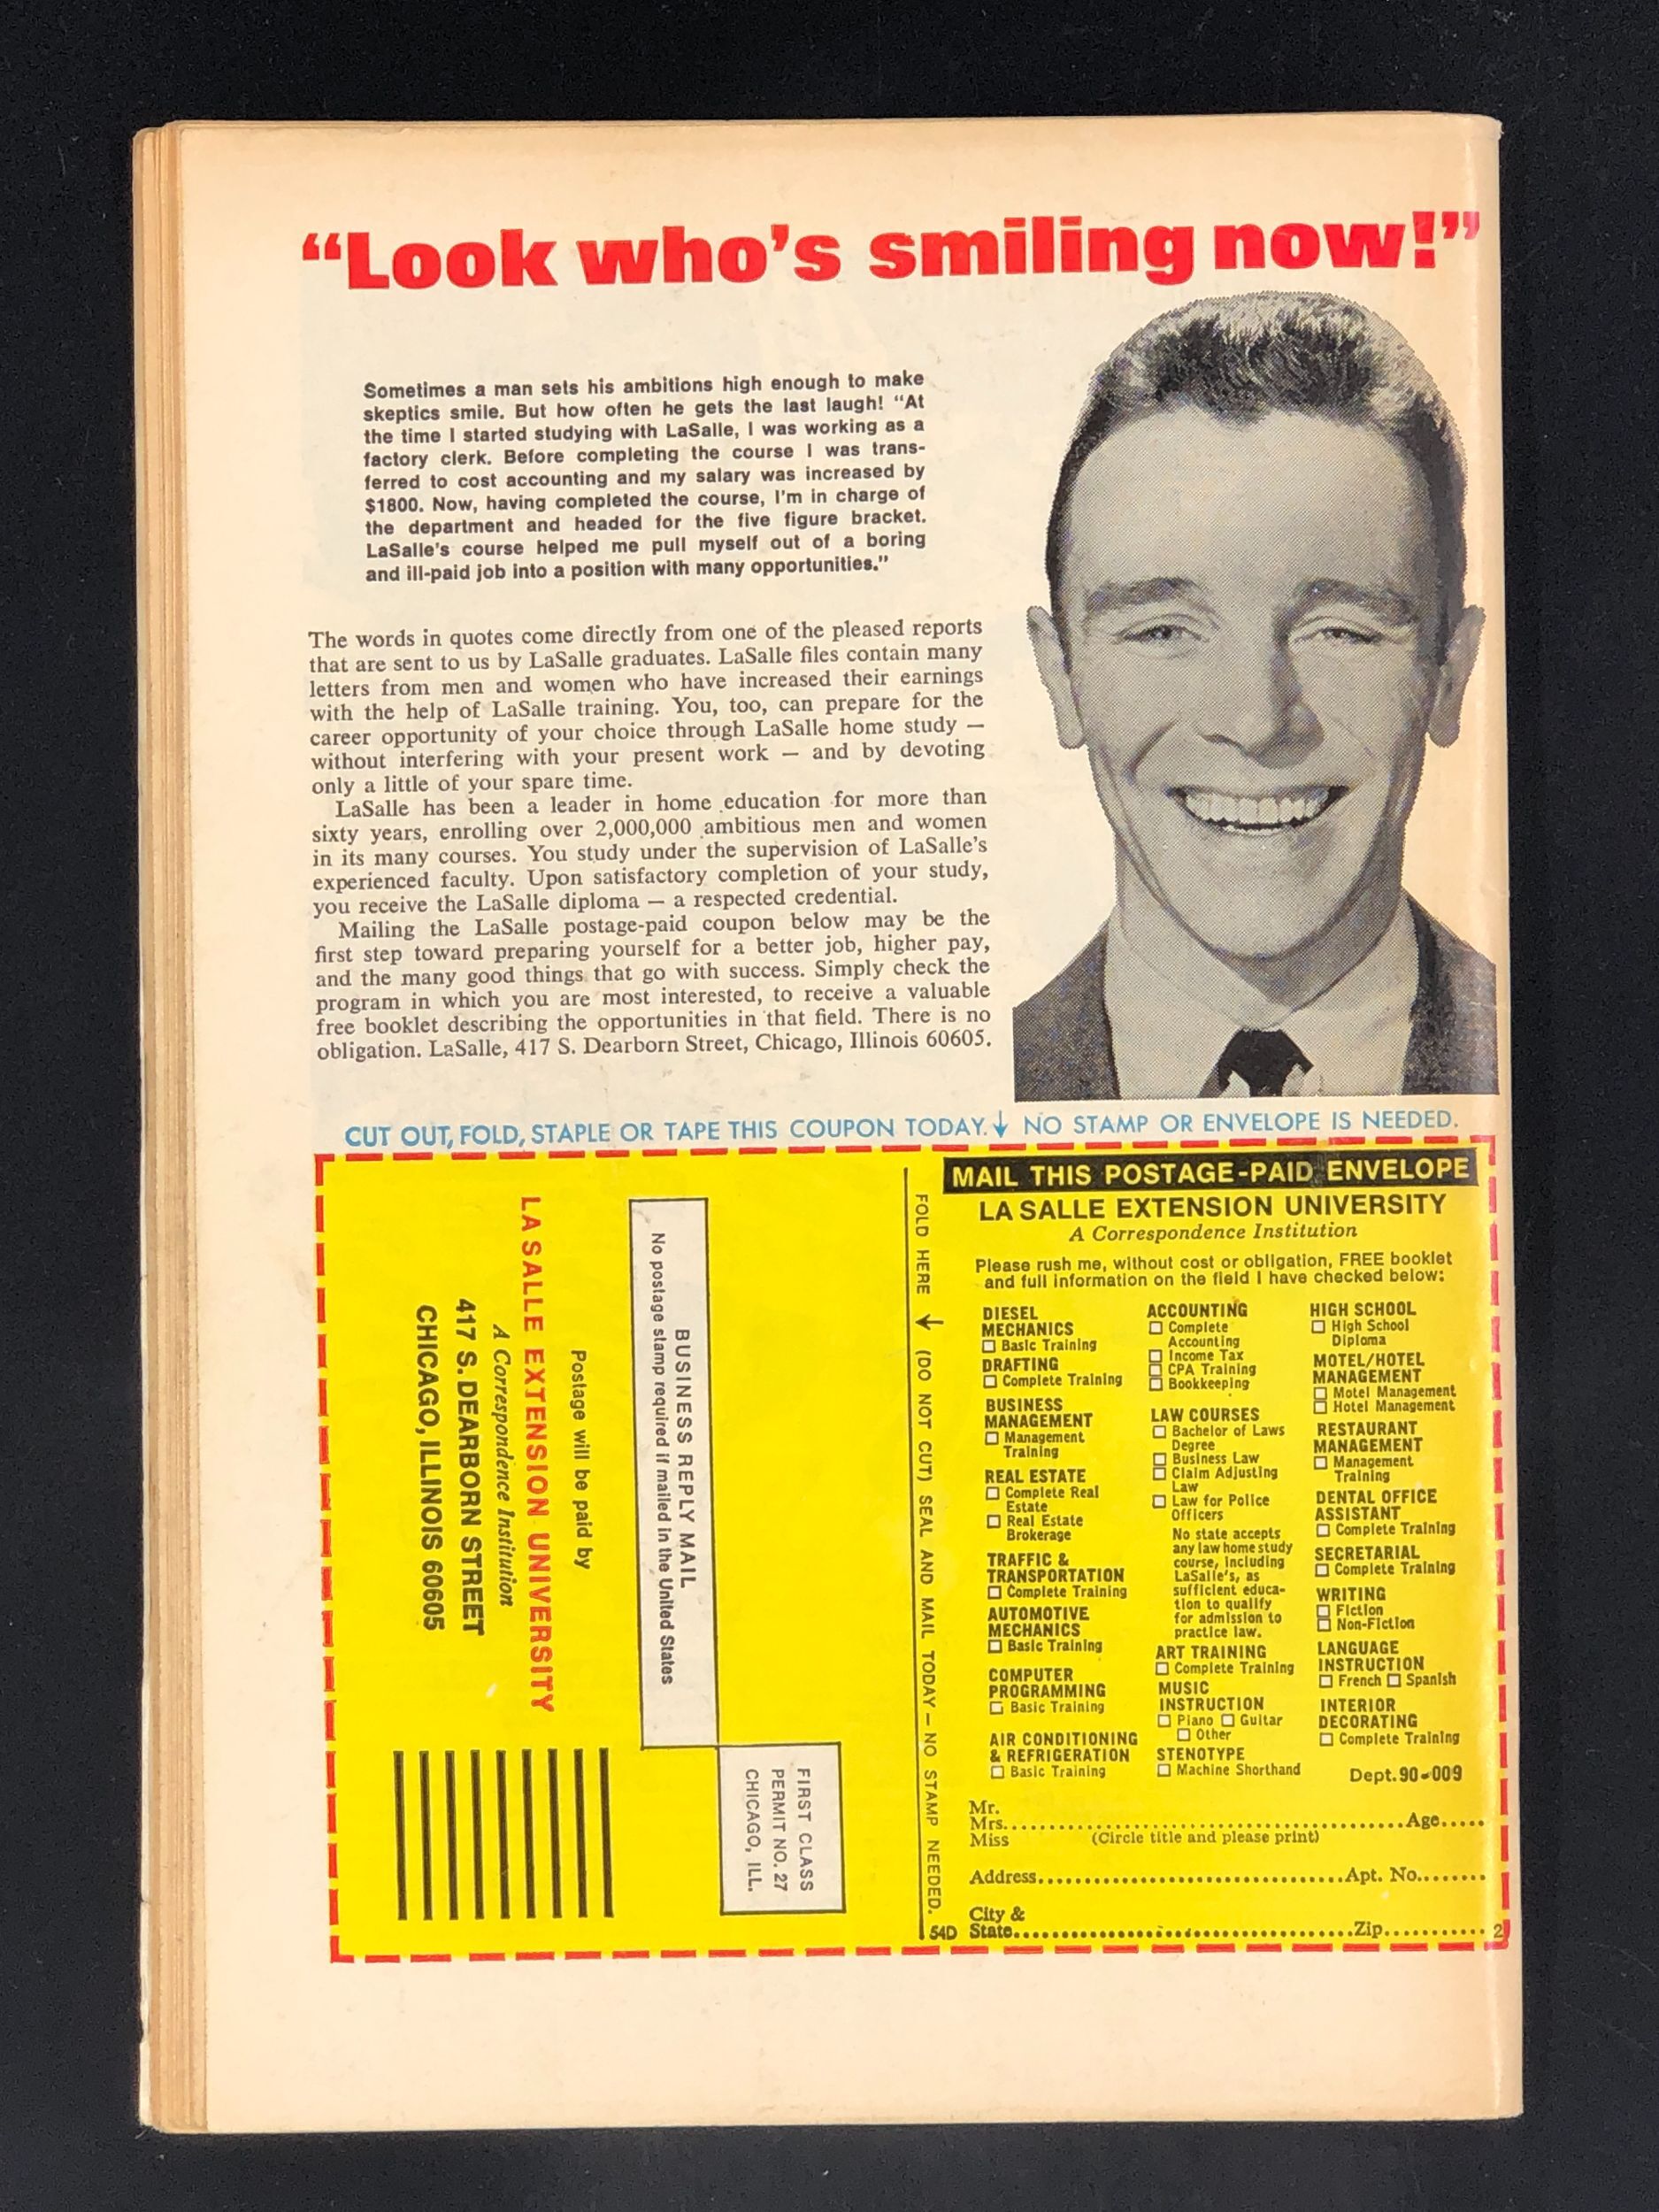 “Look who’s smiling now!”
Sometimes a man sets his ambitions high enough to make
skeptics smile. But how often he gets the last laugh! “At
the time I started studying with LaSalle, I was working as a
factory clerk. Before completing the course I was trans-
ferred to cost accounting and my salary was increased by
$1800. Now, having completed the course, I’m in charge of
the department and headed for the five figure bracket.
LaSalle’s course helped me pull myself out of a boring
and ill-paid job into a position with many opportunities.”
The words in quotes come directly from one of the pleased reports
that are sent to us by LaSalle graduates. LaSalle files contain many
letters from men and women who have increased their earnings
with the help of LaSalle training. You, too, can prepare for the
career opportunity of your choice through LaSalle home study —
without interfering with your present work — and by devoting
only a little of your spare time.
LaSalle has been a leader in home education for more than
sixty years, enrolling over 2,000,000 ambitious men and women
in its many courses. You study under the supervision of LaSalle’s
experienced faculty. Upon satisfactory completion of your study,
you receive the LaSalle diploma — a respected credential.
Mailing the LaSalle postage-paid coupon below may be the
first step toward preparing yourself for a better job, higher pay,
and the many good things that go with success. Simply check the
program in which you are most interested, to receive a valuable
free booklet describing the opportunities in that field. There is no
obligation. LaSalle, 417 S. Dearborn Street, Chicago, Illinois 60605.
CUT OUT, FOLD, STAPLE OR TAPE THIS COUPON TODAY. ↓ NO STAMP OR ENVELOPE IS NEEDED.
FIRST CLASS
PERMIT NO. 27
CHICAGO, ILL.
BUSINESS REPLY MAIL
No postage stamp required if mailed in the United States
Postage will be paid by
LA SALLE EXTENSION UNIVERSITY
A Correspondence Institution
417 S. DEARBORN STREET
CHICAGO, ILLINOIS 60605
FOLD HERE ↓ (DO NOT CUT) SEAL AND MAIL TODAY — NO STAMP NEEDED.
MAIL THIS POSTAGE-PAID ENVELOPE
LA SALLE EXTENSION UNIVERSITY
A Correspondence Institution
Please rush me, without cost or obligation, FREE booklet
and full information on the field I have checked below:
DIESEL
MECHANICS
☐ Basic Training
DRAFTING
☐ Complete Training
BUSINESS
MANAGEMENT
☐ Management
Training
REAL ESTATE
☐ Complete Real
Estate
☐ Real Estate
Brokerage
TRAFFIC &
TRANSPORTATION
☐ Complete Training
AUTOMOTIVE
MECHANICS
☐ Basic Training
COMPUTER
PROGRAMMING
☐ Basic Training
AIR CONDITIONING
& REFRIGERATION
☐ Basic Training
ACCOUNTING
☐ Complete
Accounting
☐ Income Tax
☐ CPA Training
☐ Bookkeeping
LAW COURSES
☐ Bachelor of Laws
Degree
☐ Business Law
☐ Claim Adjusting
Law
☐ Law for Police
Officers
No state accepts
any law home study
course, including
LaSalle’s, as
sufficient educa-
tion to qualify
for admission to
practice law.
ART TRAINING
☐ Complete Training
MUSIC
INSTRUCTION
☐ Piano ☐ Guitar
☐ Other
STENOTYPE
☐ Machine Shorthand
HIGH SCHOOL
☐ High School
Diploma
MOTEL/HOTEL
MANAGEMENT
☐ Motel Management
☐ Hotel Management
RESTAURANT
MANAGEMENT
☐ Management
Training
DENTAL OFFICE
ASSISTANT
☐ Complete Training
SECRETARIAL
☐ Complete Training
WRITING
☐ Fiction
☐ Non-Fiction
LANGUAGE
INSTRUCTION
☐ French ☐ Spanish
INTERIOR
DECORATING
☐ Complete Training
Dept. 90-009
Mr.
Mrs. Age
Miss (Circle title and please print)
Address Apt. No.
City &
54D State Zip 2